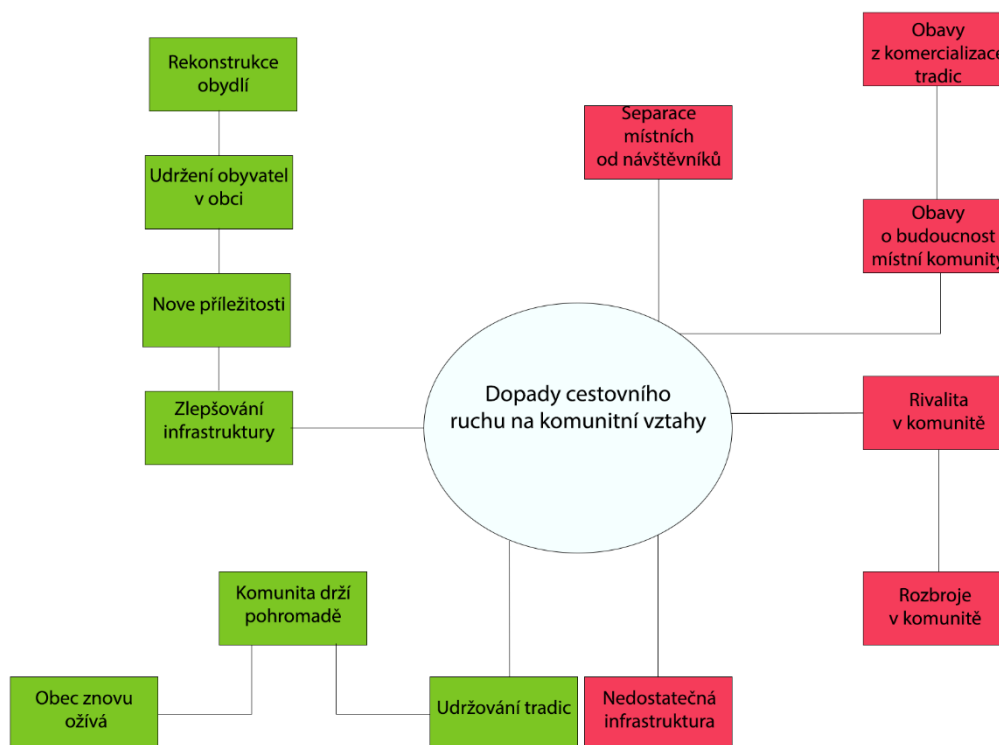 Rekonstrukce
obydlí
Udržení obyvatel
v obci
Nove příležitosti
Zlepšování
infrastruktury
Komunita drží
pohromadě
Obec znovu
ožívá
Udržování tradic
Dopady cestovního
ruchu na komunitní vztahy
Separace
místních
od návštěvníků
Obavy
z komercializace
tradic
Obavy
o budoucnost
místní komunity
Rivalita
v komunitě
Rozbroje
v komunitě
Nedostatečná
infrastruktura